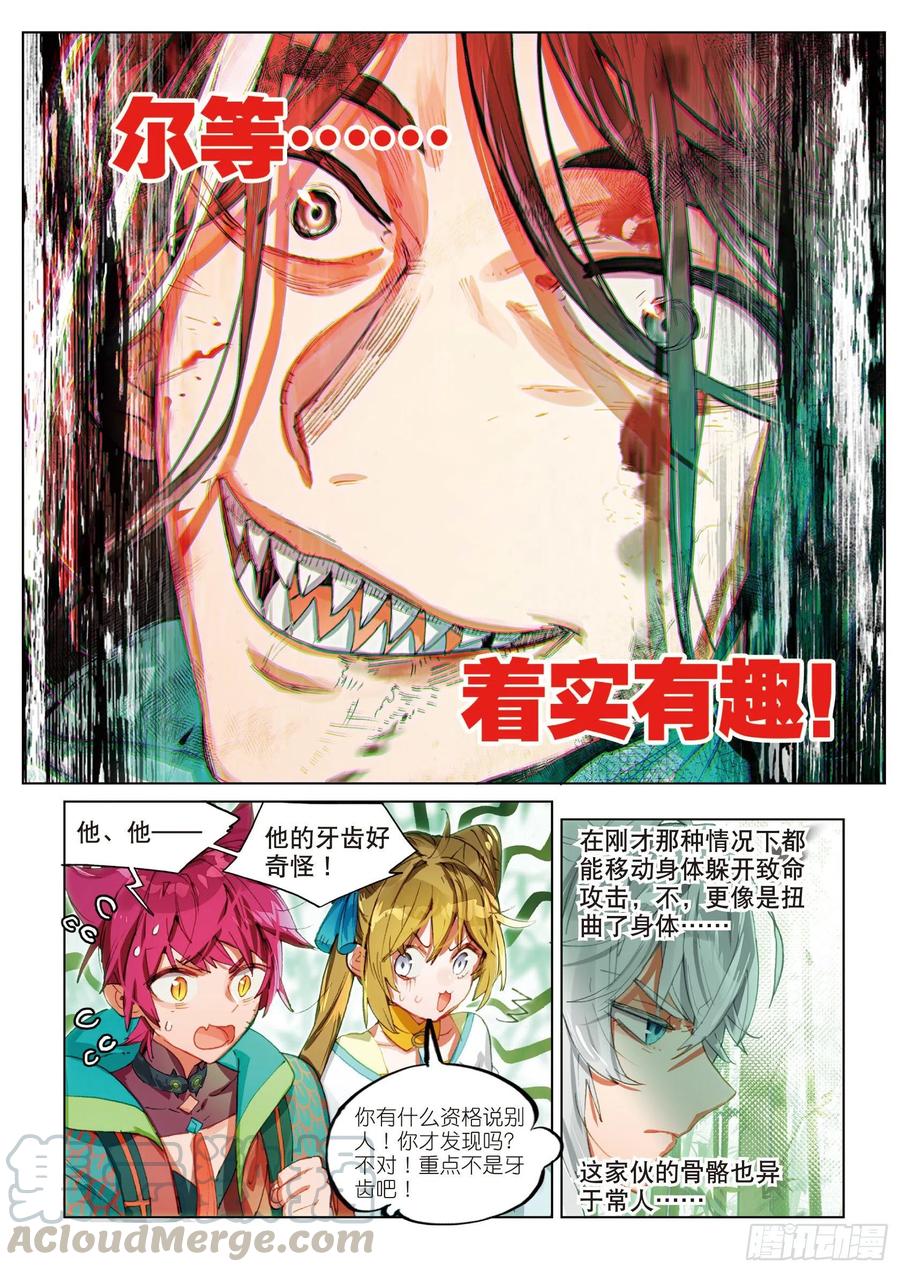 尔等······
着实有趣!
他、他——
他的牙齿好
奇怪!
你有什么资格说别
人!你才发现吗?
不对!重点不是牙
齿吧!
在刚才那种情况下都
能移动身体躲开致命
攻击,不,更像是扭
曲了身体······
这家伙的骨骼也异
于常人······
ACloudMerge.com
腾讯动漫